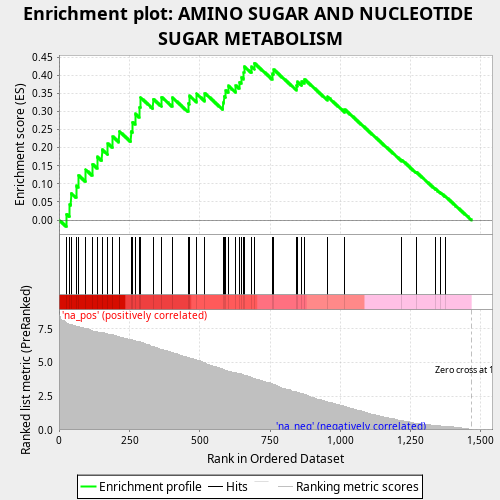 Enrichment plot: AMINO SUGAR AND NUCLEOTIDE
SUGAR METABOLISM
Enrichment score (ES)
0.45
0.40
0.35
0.30
0.25
0.20
0.15
0.10
0.05
0.00
'na_pos' (positively correlated)
Ranked list metric (PreRanked)
7.5
5.0
2.5
0.0
Zero cross at 1
'na_neg' (negatively correlated)
0
250
500
750
1,000
1,250
1,500
Rank in Ordered Dataset
Enrichment profile
Hits
Ranking metric scores